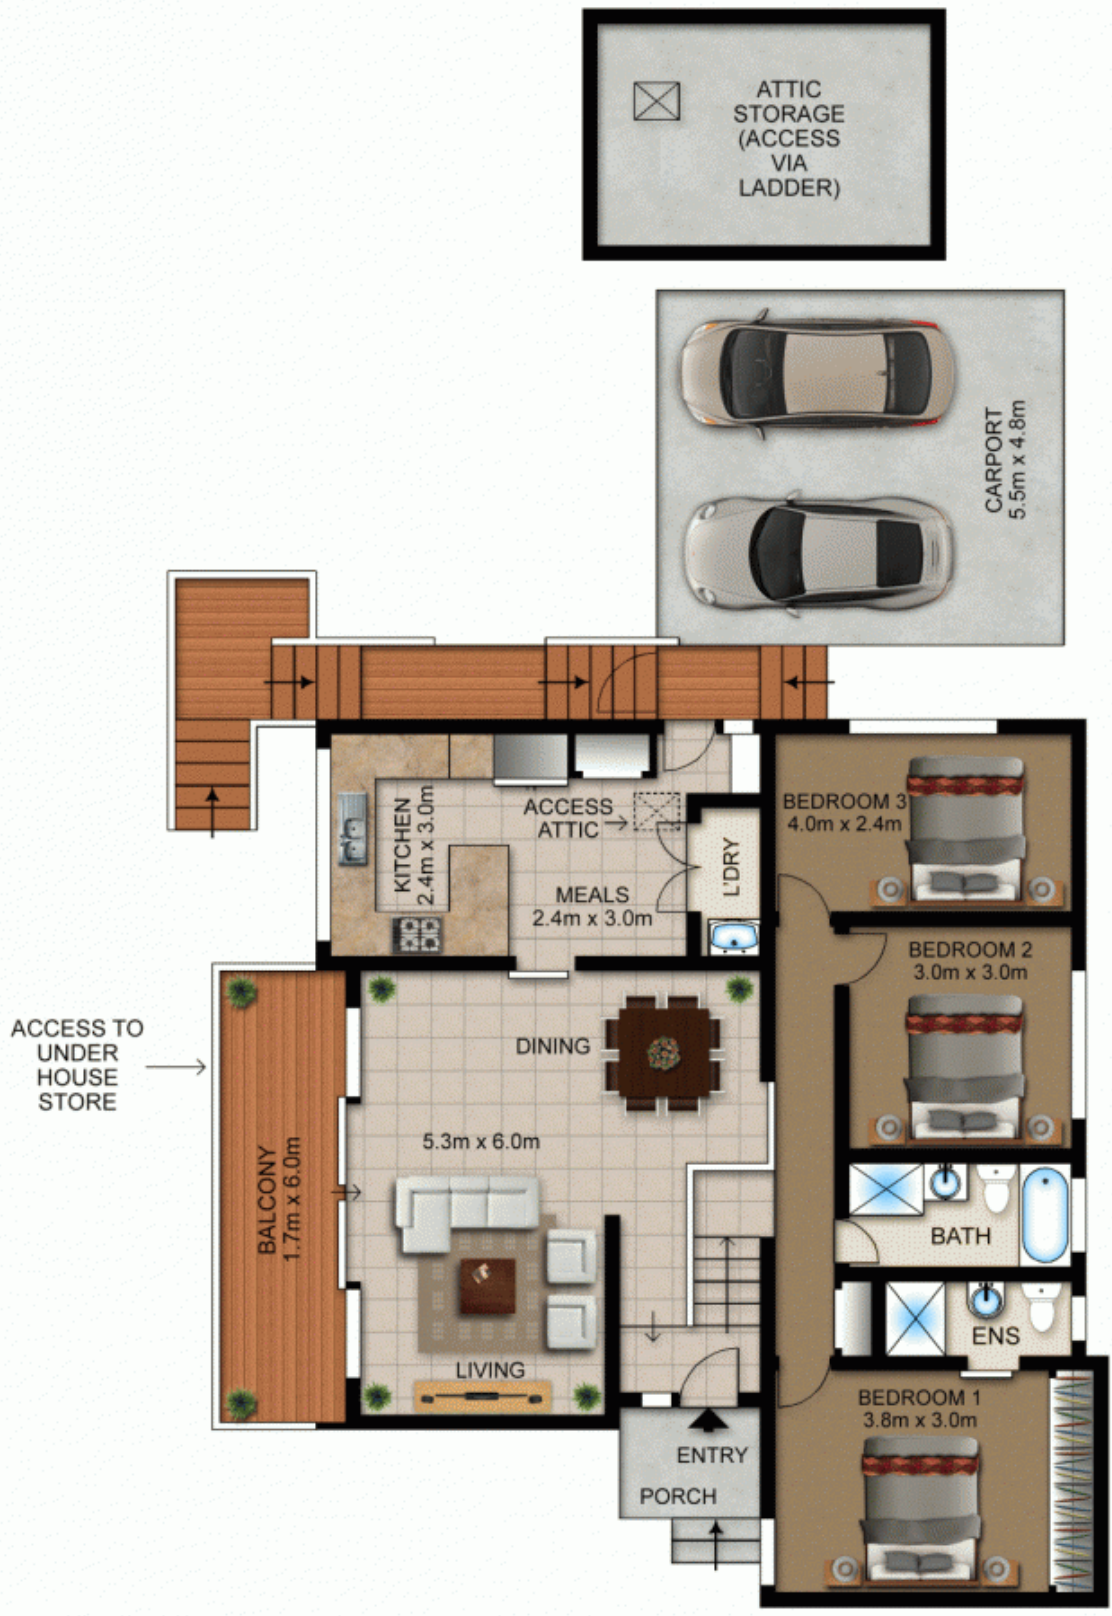 ATTIC
STORAGE
(ACCESS
VIA
LADDER)
CARPORT
5.5m x 4.8m
KITCHEN
2.4m x 3.0m
ACCESS
ATTIC
MEALS
2.4m x 3.0m
L'DRY
BEDROOM 3
4.0m x 2.4m
BEDROOM 2
3.0m x 3.0m
ACCESS TO
UNDER
HOUSE
STORE
BALCONY
1.7m x 6.0m
DINING
5.3m x 6.0m
LIVING
BATH
ENS
BEDROOM 1
3.8m x 3.0m
ENTRY
PORCH